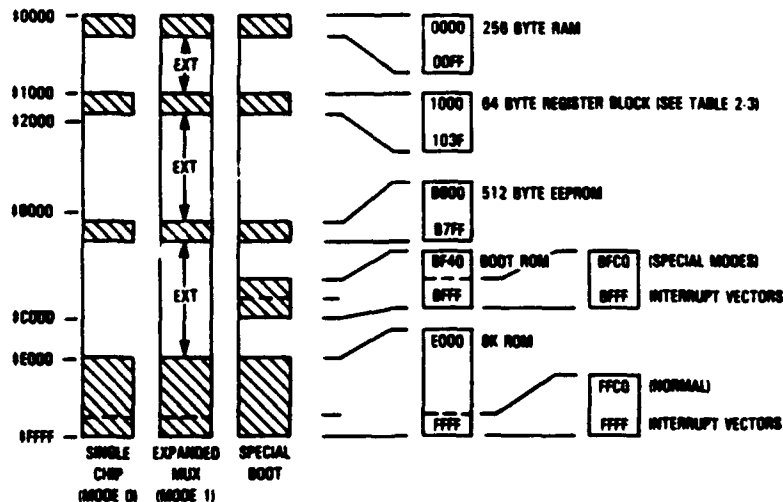 $0000
0000 256 BYTE RAM
00FF
EXT
$1000
1000 64 BYTE REGISTER BLOCK (SEE TABLE 2-3)
103F
$2000
EXT
$B000
512 BYTE EEPROM
B7FF
EXT
BF40 BOOT ROM
BFFF
BFC0 (SPECIAL MODES)
BFFF INTERRUPT VECTORS
$C000
$E000
E000 8K ROM
FFFF
FFC0 (NORMAL)
FFFF INTERRUPT VECTORS
$FFFF
SINGLE CHIP (MODE 0)
EXPANDED MUX (MODE 1)
SPECIAL BOOT